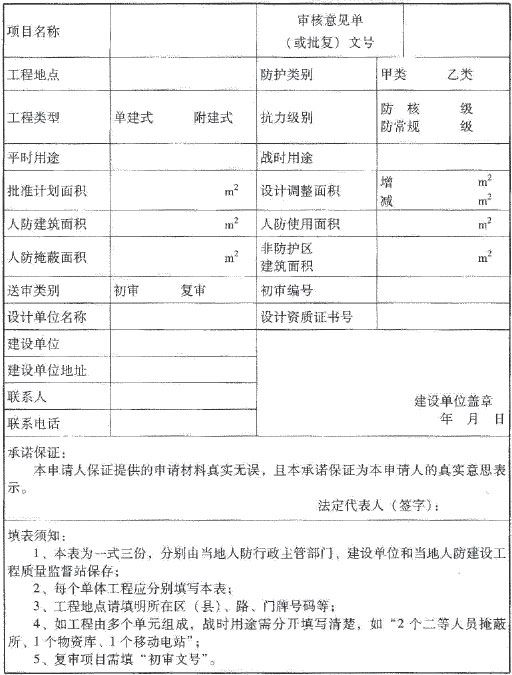 项目名称 审核意见单
（或批复）文号
工程地点 防护类别 甲类 乙类
工程类型 单建式 附建式 抗力级别 防 核 级
防常规 级
平时用途 战时用途
批准计划面积 m² 设计调整面积 增 m²
减 m²
人防建筑面积 m² 人防使用面积 m²
人防掩蔽面积 m² 非防护区
建筑面积 m²
送审类别 初审 复审 初审编号
设计单位名称 设计资质证书号
建设单位
建设单位地址
联系人
联系电话
建设单位盖章
年 月 日
承诺保证：
本申请人保证提供的申请材料真实无误，且本承诺保证为本申请人的真实意思表
示。
法定代表人（签字）：
填表须知：
1、本表为一式三份，分别由当地人防行政主管部门、建设单位和当地人防建设工
程质量监督站保存；
2、每个单体工程应分别填写本表；
3、工程地点请填明所在区（县）、路、门牌号码等；
4、如工程由多个单元组成，战时用途需分开填写清楚，如“2 个二等人员掩蔽
所、1 个物资库、1 个移动电站”；
5、复审项目需填“初审文号”。